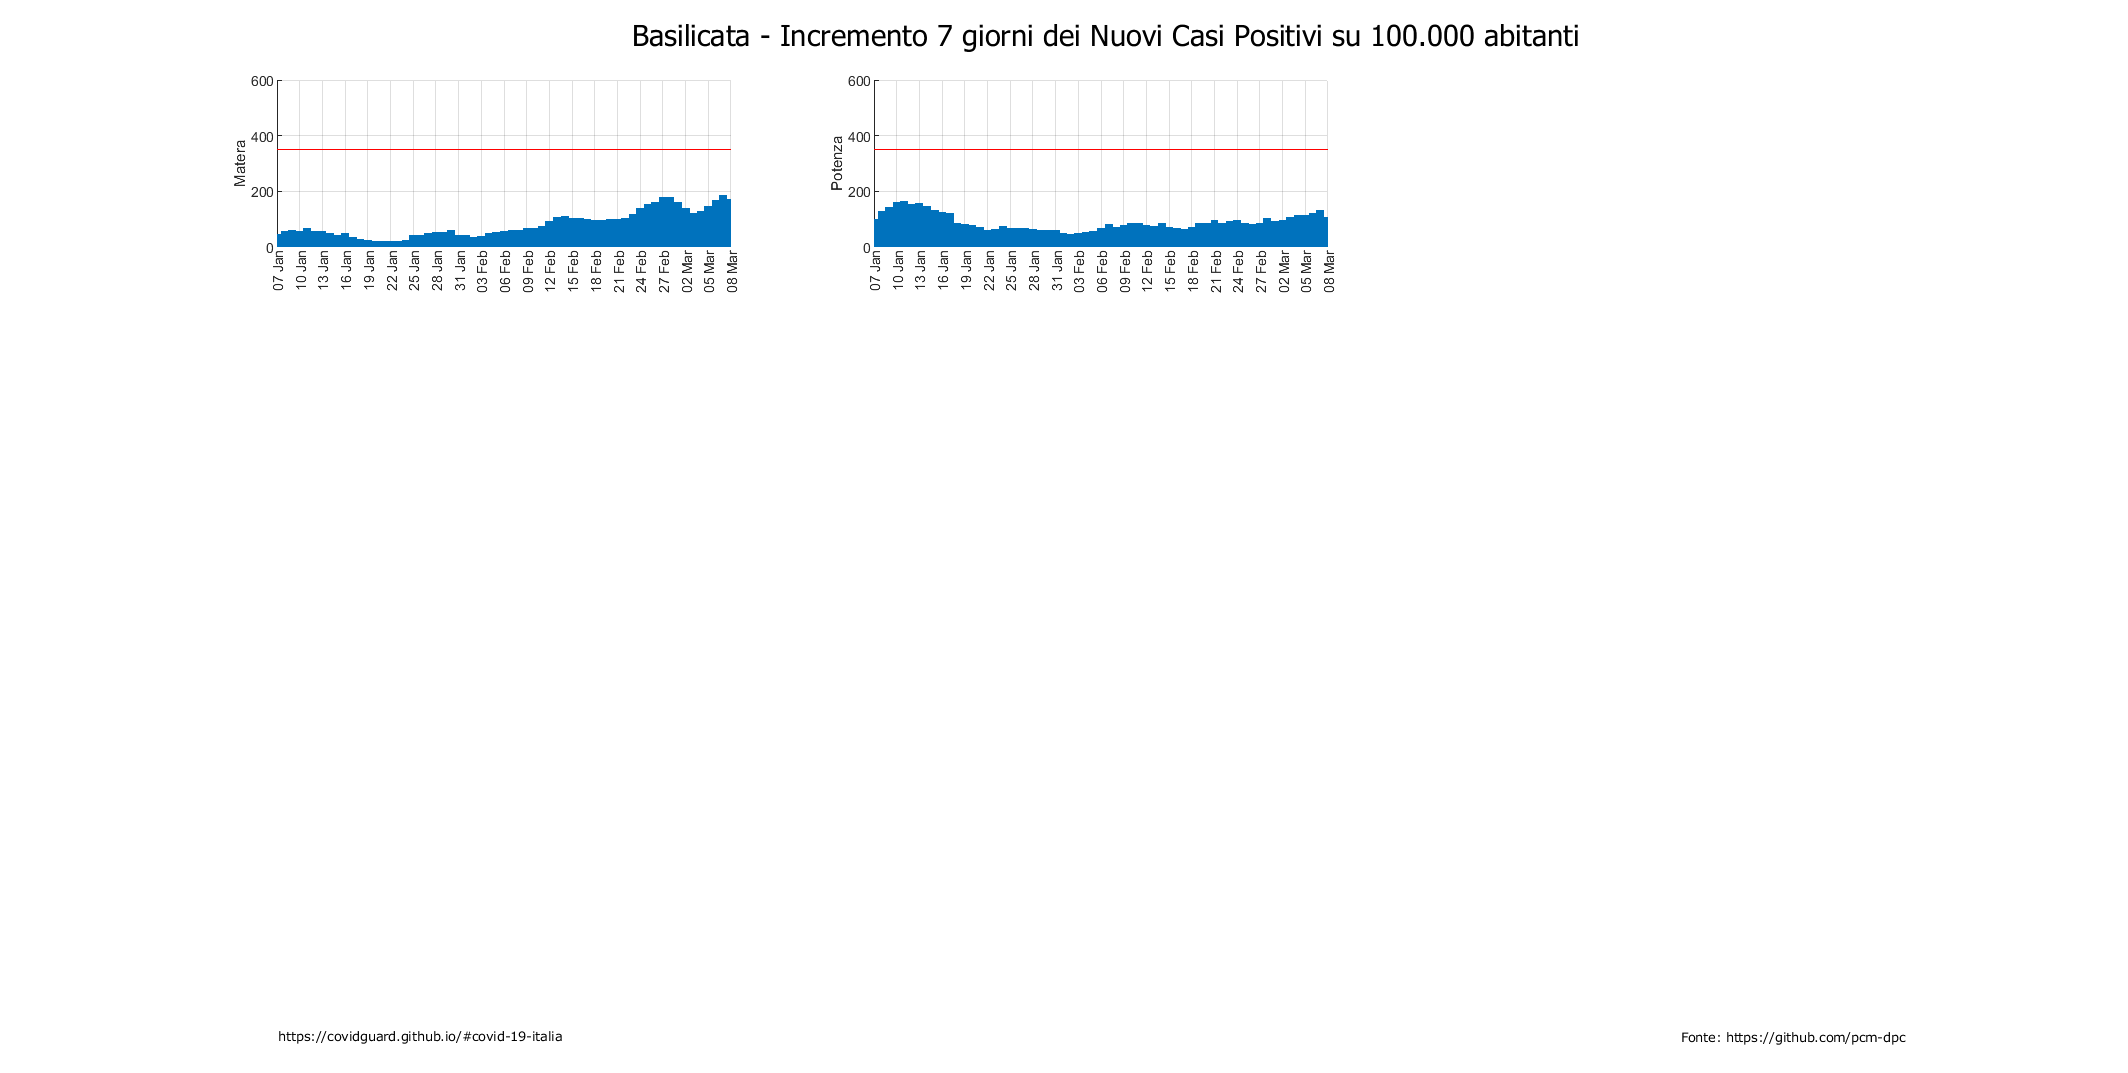 Basilicata - Incremento 7 giorni dei Nuovi Casi Positivi su 100.000 abitanti
Matera
600
400
200
0
07 Jan
10 Jan
13 Jan
16 Jan
19 Jan
22 Jan
25 Jan
28 Jan
31 Jan
03 Feb
06 Feb
09 Feb
12 Feb
15 Feb
18 Feb
21 Feb
24 Feb
27 Feb
02 Mar
05 Mar
08 Mar
Potenza
600
400
200
0
07 Jan
10 Jan
13 Jan
16 Jan
19 Jan
22 Jan
25 Jan
28 Jan
31 Jan
03 Feb
06 Feb
09 Feb
12 Feb
15 Feb
18 Feb
21 Feb
24 Feb
27 Feb
02 Mar
05 Mar
08 Mar
https://covidguard.github.io/#covid-19-italia
Fonte: https://github.com/pcm-dpc